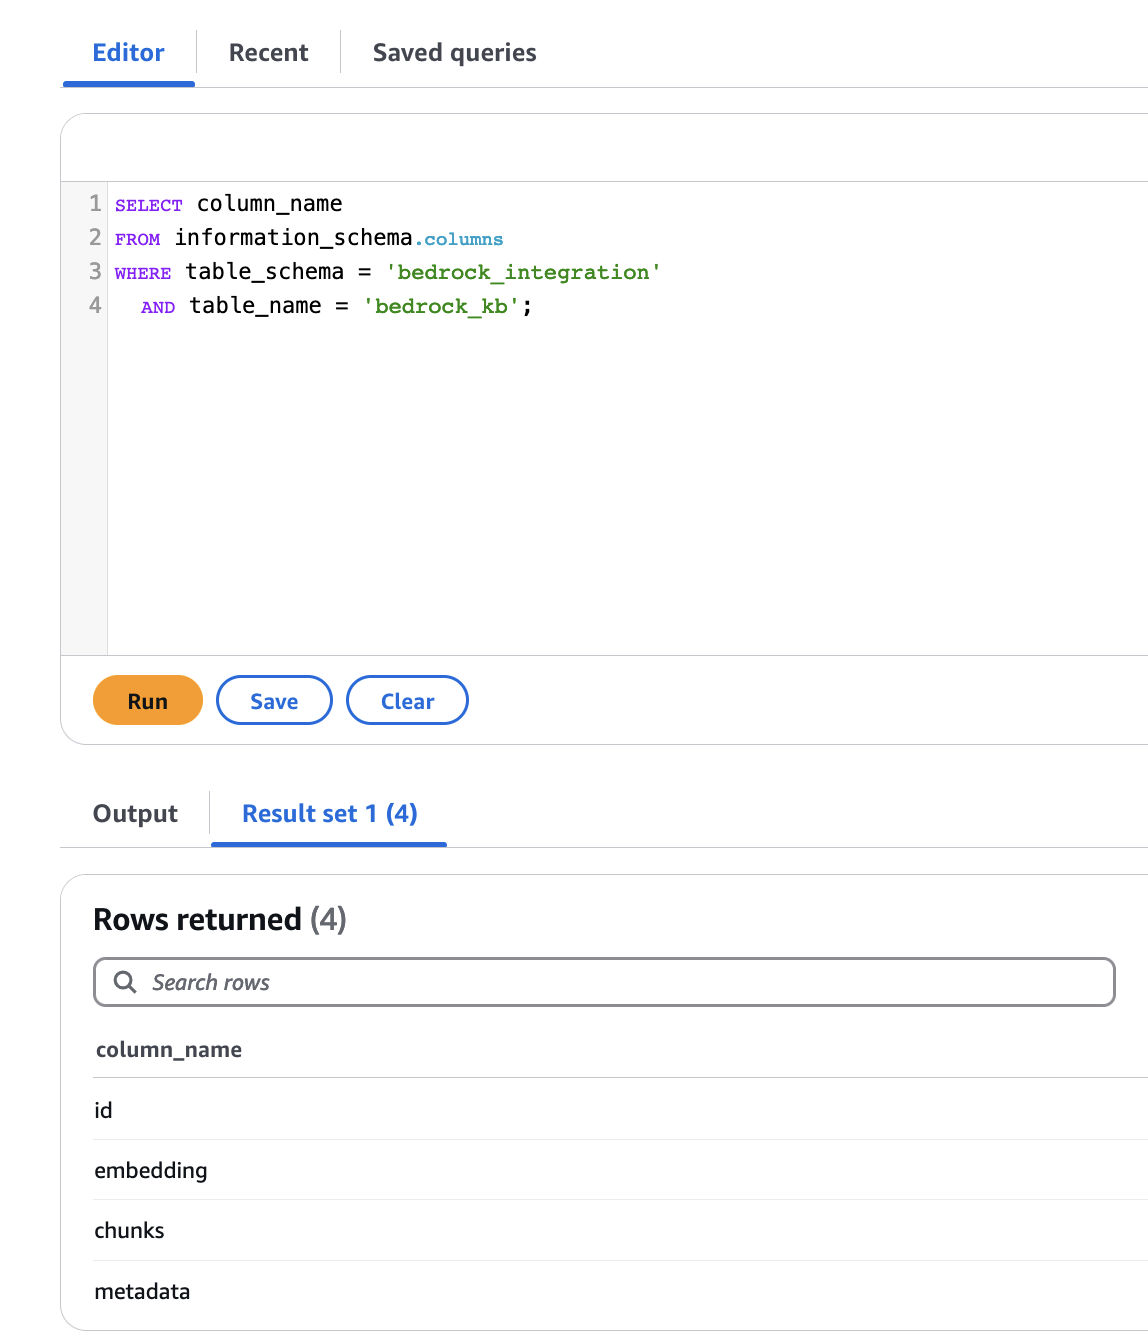 Editor
Recent
Saved queries
1 SELECT column_name
2 FROM information_schema.columns
3 WHERE table_schema = 'bedrock_integration'
4 AND table_name = 'bedrock_kb';
Run
Save
Clear
Output
Result set 1 (4)
Rows returned (4)
Search rows
column_name
id
embedding
chunks
metadata